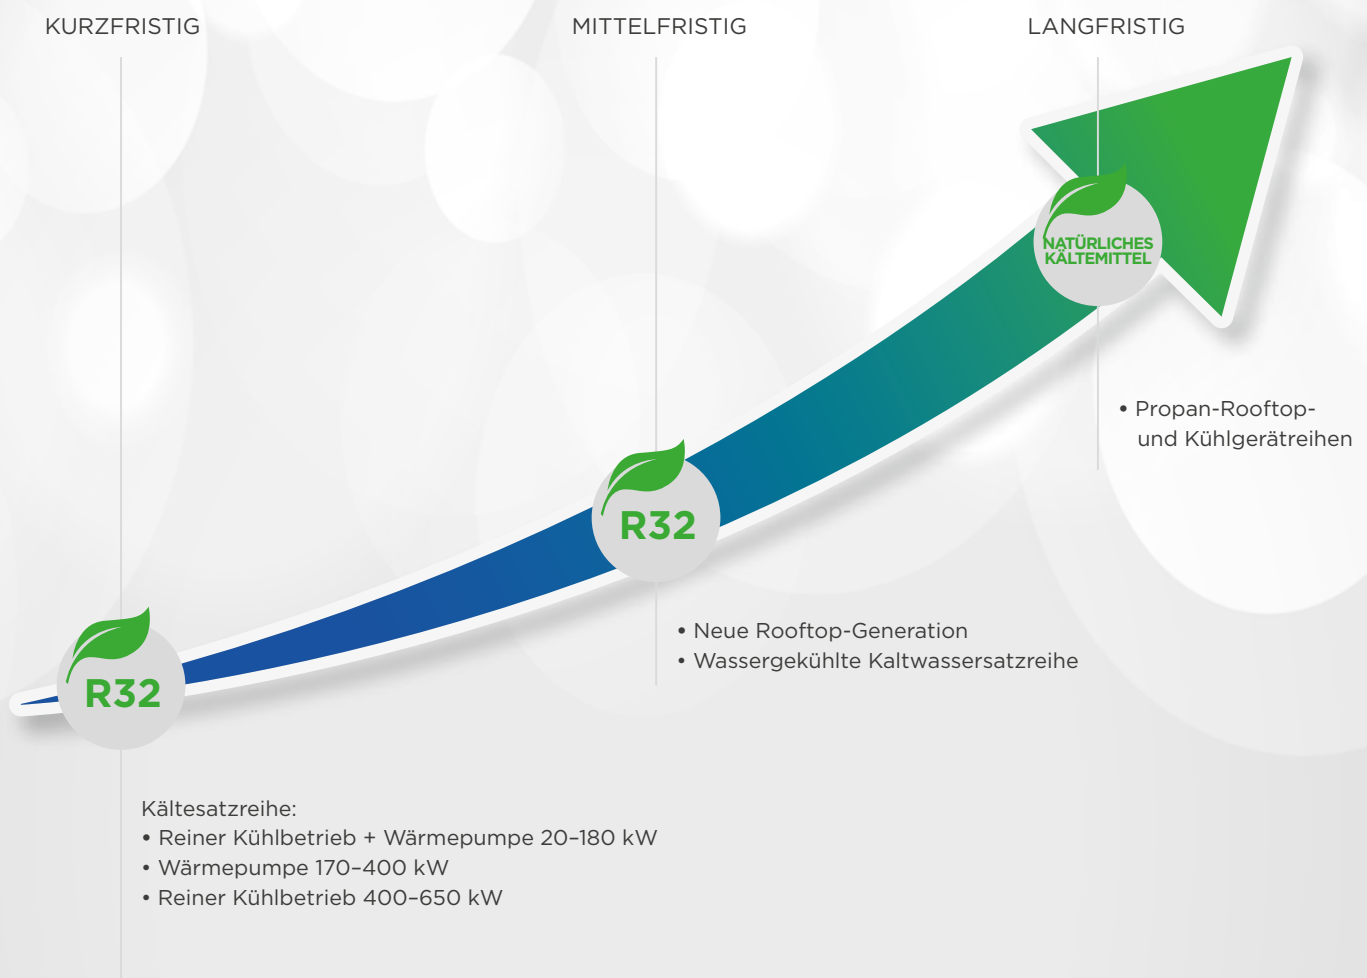 KURZFRISTIG
MITTELFRISTIG
LANGFRISTIG
NATÜRLICHES
KÄLTEMITTEL
• Propan-Rooftop-
und Kühlgerätreihen
R32
• Neue Rooftop-Generation
• Wassergekühlte Kaltwassersatzreihe
R32
Kältesatzreihe:
• Reiner Kühlbetrieb + Wärmepumpe 20–180 kW
• Wärmepumpe 170–400 kW
• Reiner Kühlbetrieb 400–650 kW